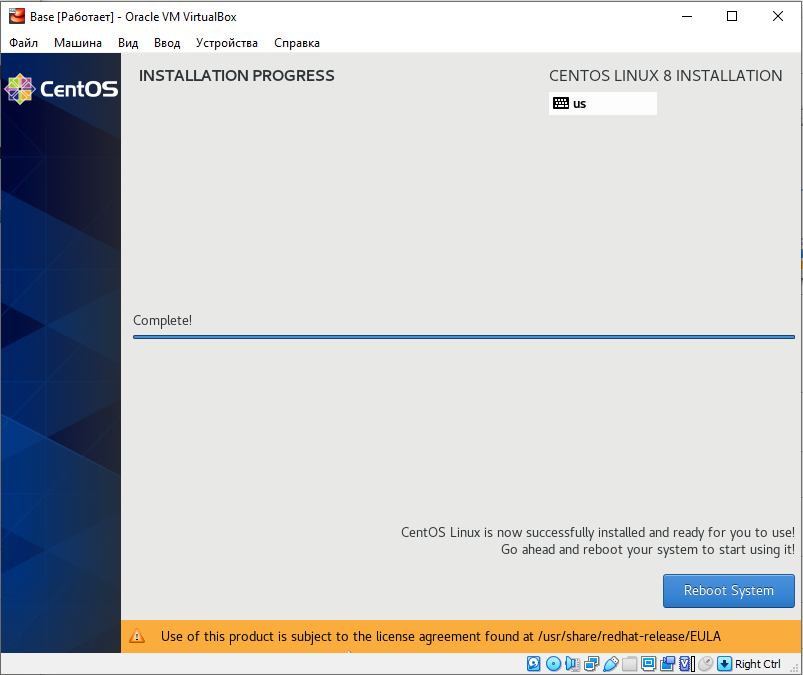 Base [Работает] - Oracle VM VirtualBox
Файл Машина Вид Ввод Устройства Справка
CentOS
INSTALLATION PROGRESS
CENTOS LINUX 8 INSTALLATION
us
Complete!
CentOS Linux is now successfully installed and ready for you to use!
Go ahead and reboot your system to start using it!
Reboot System
Use of this product is subject to the license agreement found at /usr/share/redhat-release/EULA
Right Ctrl